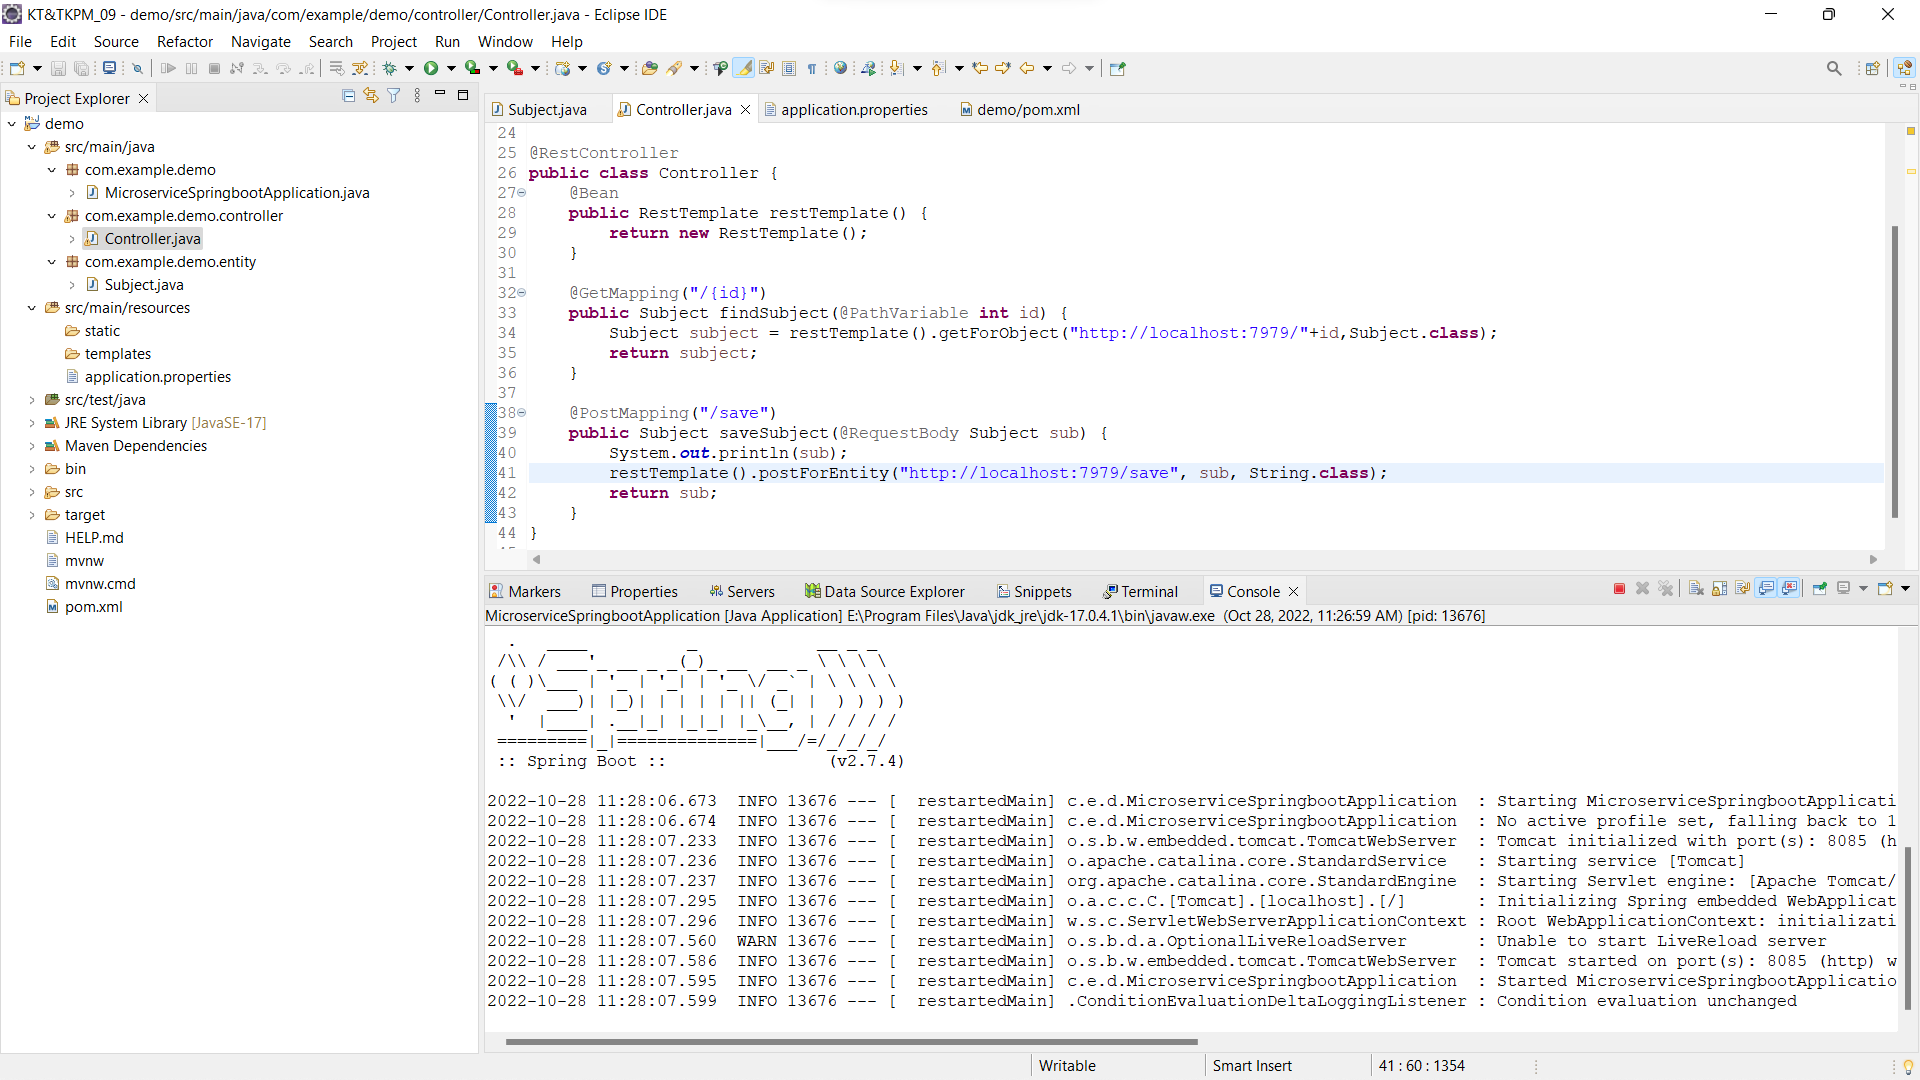 KT&TKPM_09 - demo/src/main/java/com/example/demo/controller/Controller.java - Eclipse IDE
File Edit Source Refactor Navigate Search Project Run Window Help
Project Explorer
demo
src/main/java
com.example.demo
MicroserviceSpringbootApplication.java
com.example.demo.controller
Controller.java
com.example.demo.entity
Subject.java
src/main/resources
static
templates
application.properties
src/test/java
JRE System Library [JavaSE-17]
Maven Dependencies
bin
src
target
HELP.md
mvnw
mvnw.cmd
pom.xml
Subject.java Controller.java application.properties demo/pom.xml
24
25 @RestController
26 public class Controller {
27 @Bean
28 public RestTemplate restTemplate() {
29 return new RestTemplate();
30 }
31
32 @GetMapping("/{id}")
33 public Subject findSubject(@PathVariable int id) {
34 Subject subject = restTemplate().getForObject("http://localhost:7979/"+id,Subject.class);
35 return subject;
36 }
37
38 @PostMapping("/save")
39 public Subject saveSubject(@RequestBody Subject sub) {
40 System.out.println(sub);
41 restTemplate().postForEntity("http://localhost:7979/save", sub, String.class);
42 return sub;
43 }
44 }
Markers Properties Servers Data Source Explorer Snippets Terminal Console
MicroserviceSpringbootApplication [Java Application] E:\Program Files\Java\jdk_jre\jdk-17.0.4.1\bin\javaw.exe (Oct 28, 2022, 11:26:59 AM) [pid: 13676]
  .   ____          _            __ _ _
 /\\ / ___'_ __ _ _(_)_ __  __ _ \ \ \ \
( ( )\___ | '_ | '_| | '_ \/ _` | \ \ \ \
 \\/  ___)| |_)| | | | | || (_| |  ) ) ) )
  '  |____| .__|_| |_|_| |_\__, | / / / /
 =========|_|==============|___/=/_/_/_/
:: Spring Boot :: (v2.7.4)
2022-10-28 11:28:06.673 INFO 13676 --- [ restartedMain] c.e.d.MicroserviceSpringbootApplication : Starting MicroserviceSpringbootApplicati
2022-10-28 11:28:06.674 INFO 13676 --- [ restartedMain] c.e.d.MicroserviceSpringbootApplication : No active profile set, falling back to 1
2022-10-28 11:28:07.233 INFO 13676 --- [ restartedMain] o.s.b.w.embedded.tomcat.TomcatWebServer : Tomcat initialized with port(s): 8085 (h
2022-10-28 11:28:07.236 INFO 13676 --- [ restartedMain] o.apache.catalina.core.StandardService : Starting service [Tomcat]
2022-10-28 11:28:07.237 INFO 13676 --- [ restartedMain] org.apache.catalina.core.StandardEngine : Starting Servlet engine: [Apache Tomcat/
2022-10-28 11:28:07.295 INFO 13676 --- [ restartedMain] o.a.c.c.C.[Tomcat].[localhost].[/] : Initializing Spring embedded WebApplicat
2022-10-28 11:28:07.296 INFO 13676 --- [ restartedMain] w.s.c.ServletWebServerApplicationContext : Root WebApplicationContext: initializati
2022-10-28 11:28:07.560 WARN 13676 --- [ restartedMain] o.s.b.d.a.OptionalLiveReloadServer : Unable to start LiveReload server
2022-10-28 11:28:07.586 INFO 13676 --- [ restartedMain] o.s.b.w.embedded.tomcat.TomcatWebServer : Tomcat started on port(s): 8085 (http) w
2022-10-28 11:28:07.595 INFO 13676 --- [ restartedMain] c.e.d.MicroserviceSpringbootApplication : Started MicroserviceSpringbootApplicatio
2022-10-28 11:28:07.599 INFO 13676 --- [ restartedMain] .ConditionEvaluationDeltaLoggingListener : Condition evaluation unchanged
Writable Smart Insert 41 : 60 : 1354